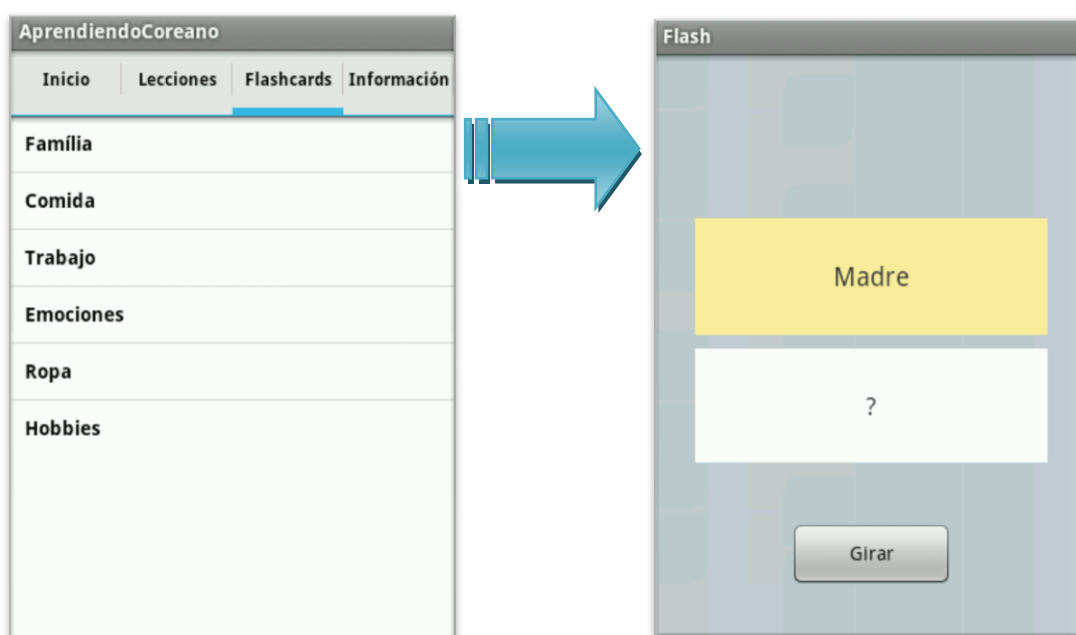 AprendiendoCoreano
Inicio Lecciones Flashcards Información
Família
Comida
Trabajo
Emociones
Ropa
Hobbies
Flash
Madre
?
Girar